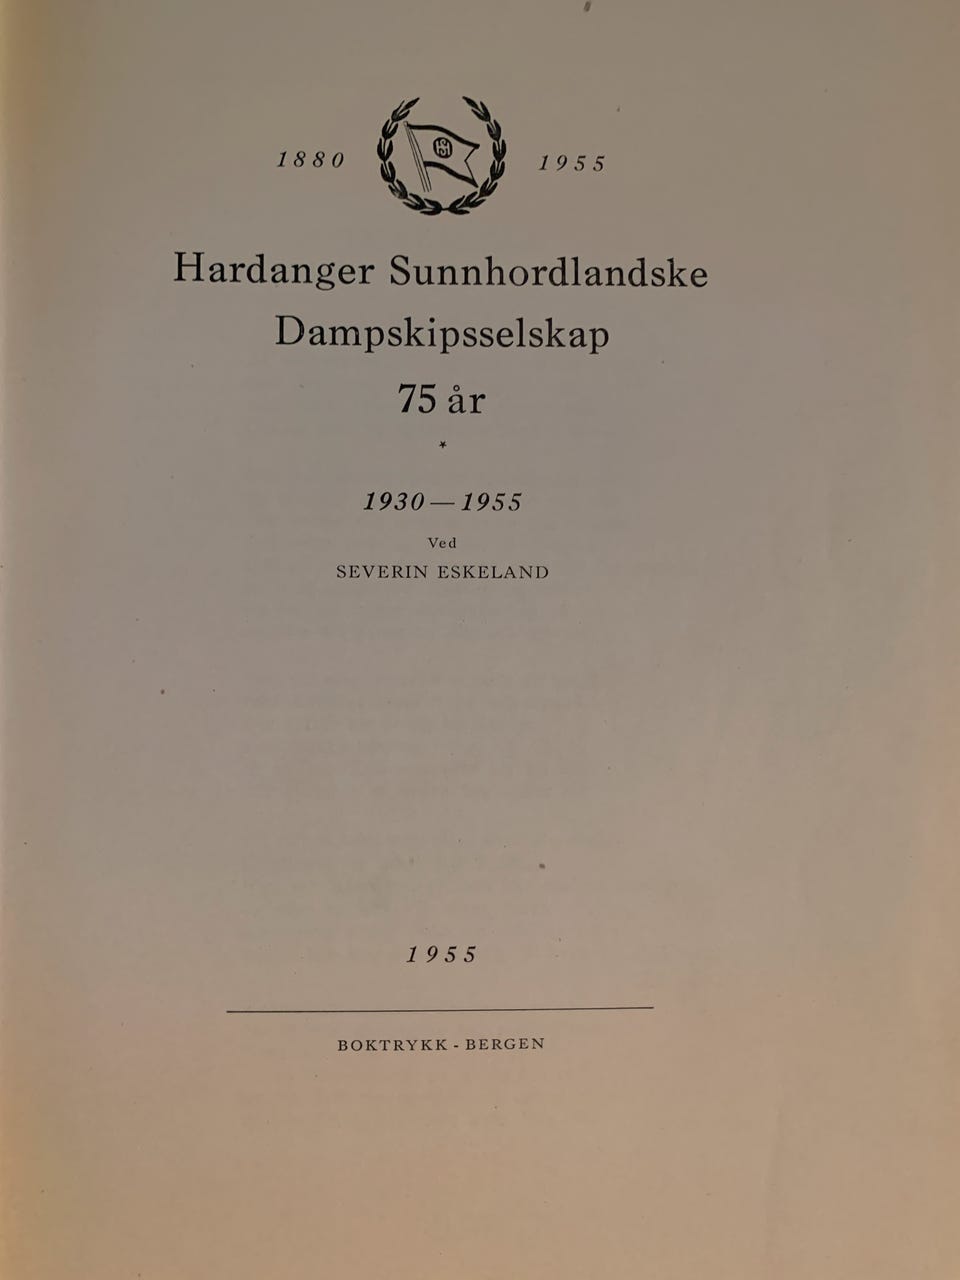 1880 1955
Hardanger Sunnhordlandske
Dampskipsselskap
75 år
*
1930—1955
Ved
SEVERIN ESKELAND
1955
BOKTRYKK - BERGEN